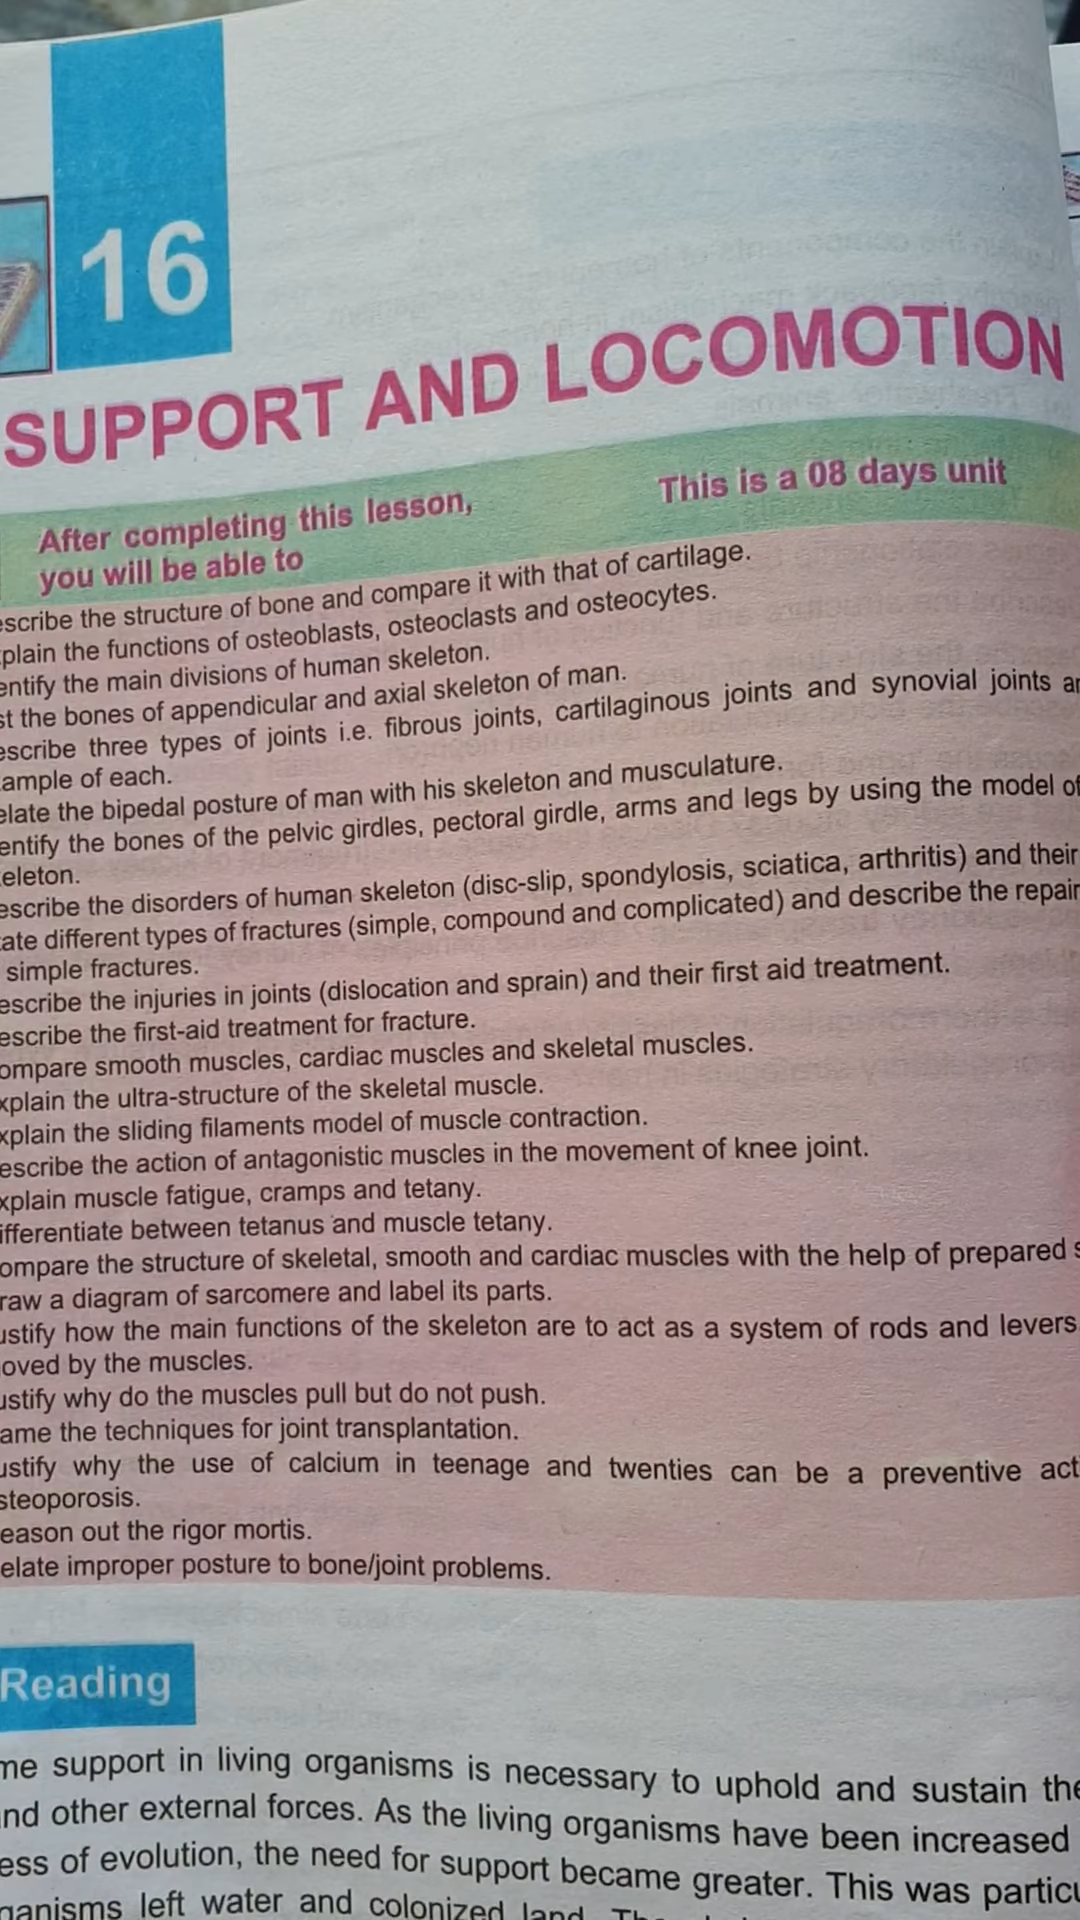 16
SUPPORT AND LOCOMOTION
After completing this lesson,
you will be able to
This is a 08 days unit
escribe the structure of bone and compare it with that of cartilage.
plain the functions of osteoblasts, osteoclasts and osteocytes.
entify the main divisions of human skeleton.
st the bones of appendicular and axial skeleton of man.
escribe three types of joints i.e. fibrous joints, cartilaginous joints and synovial joints ar
ample of each.
elate the bipedal posture of man with his skeleton and musculature.
entify the bones of the pelvic girdles, pectoral girdle, arms and legs by using the model of
eleton.
escribe the disorders of human skeleton (disc-slip, spondylosis, sciatica, arthritis) and their
ate different types of fractures (simple, compound and complicated) and describe the repair
simple fractures.
escribe the injuries in joints (dislocation and sprain) and their first aid treatment.
escribe the first-aid treatment for fracture.
ompare smooth muscles, cardiac muscles and skeletal muscles.
xplain the ultra-structure of the skeletal muscle.
xplain the sliding filaments model of muscle contraction.
escribe the action of antagonistic muscles in the movement of knee joint.
xplain muscle fatigue, cramps and tetany.
ifferentiate between tetanus and muscle tetany.
ompare the structure of skeletal, smooth and cardiac muscles with the help of prepared s
raw a diagram of sarcomere and label its parts.
ustify how the main functions of the skeleton are to act as a system of rods and levers
oved by the muscles.
ustify why do the muscles pull but do not push.
ame the techniques for joint transplantation.
ustify why the use of calcium in teenage and twenties can be a preventive act
steoporosis.
eason out the rigor mortis.
elate improper posture to bone/joint problems.
Reading
me support in living organisms is necessary to uphold and sustain the
nd other external forces. As the living organisms have been increased
ess of evolution, the need for support became greater. This was particu
ganisms left water and colonized land.